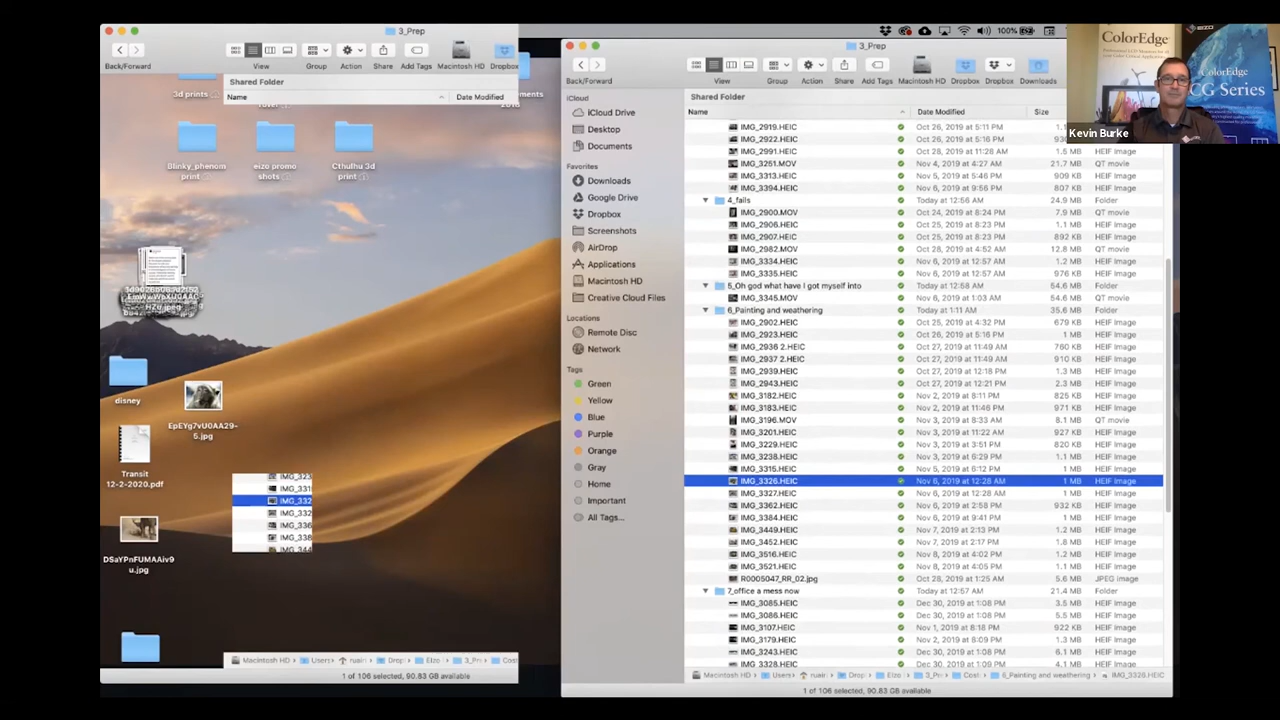 3_Prep
Back/Forward
View
Group
Action
Share
Add Tags
Macintosh HD
Dropbox
Shared Folder
Name
Date Modified
3d prints
Blinky_phenom print
eizo promo shots
Cthulhu 3d print
disney
EpEYg7vU0AA29-5.jpg
Transit
12-2-2020.pdf
DSaYPnFUMAAiv9u.jpg
IMG_332
IMG_332
IMG_336
IMG_338
Macintosh HD
1 of 106 selected, 90.83 GB available
100%
3_Prep
Back/Forward
View
Group
Action
Share
Add Tags
Macintosh HD
Dropbox
Dropbox
Downloads
Shared Folder
Name
Date Modified
Size
iCloud
iCloud Drive
Desktop
Documents
Favorites
Downloads
Google Drive
Dropbox
Screenshots
AirDrop
Applications
Macintosh HD
Creative Cloud Files
Locations
Remote Disc
Network
Tags
Green
Yellow
Blue
Purple
Orange
Gray
Home
Important
All Tags...
IMG_2919.HEIC Oct 26, 2019 at 5:11 PM
IMG_2922.HEIC Oct 26, 2019 at 5:16 PM
IMG_2991.HEIC Oct 28, 2019 at 11:28 AM 1.5 MB HEIF Image
IMG_3251.MOV Nov 4, 2019 at 4:27 AM 21.7 MB QT movie
IMG_3313.HEIC Nov 5, 2019 at 5:46 PM 909 KB HEIF Image
IMG_3394.HEIC Nov 6, 2019 at 9:56 PM 807 KB HEIF Image
4_fails Today at 12:56 AM 24.9 MB Folder
IMG_2900.MOV Oct 24, 2019 at 8:24 PM 7.9 MB QT movie
IMG_2906.HEIC Oct 25, 2019 at 8:23 PM 1.1 MB HEIF Image
IMG_2907.HEIC Oct 25, 2019 at 8:23 PM 892 KB HEIF Image
IMG_2982.MOV Oct 28, 2019 at 4:52 AM 12.8 MB QT movie
IMG_3334.HEIC Nov 6, 2019 at 12:57 AM 1.2 MB HEIF Image
IMG_3335.HEIC Nov 6, 2019 at 12:57 AM 976 KB HEIF Image
5_Oh god what have I got myself into Today at 12:58 AM 54.6 MB Folder
IMG_3345.MOV Nov 6, 2019 at 1:03 AM 54.6 MB QT movie
6_Painting and weathering Today at 1:11 AM 35.6 MB Folder
IMG_2902.HEIC Oct 25, 2019 at 4:32 PM 679 KB HEIF Image
IMG_2923.HEIC Oct 26, 2019 at 5:16 PM 1 MB HEIF Image
IMG_2936 2.HEIC Oct 27, 2019 at 11:49 AM 760 KB HEIF Image
IMG_2937 2.HEIC Oct 27, 2019 at 11:49 AM 910 KB HEIF Image
IMG_2939.HEIC Oct 27, 2019 at 12:18 PM 1.3 MB HEIF Image
IMG_2943.HEIC Oct 27, 2019 at 12:21 PM 2.3 MB HEIF Image
IMG_3182.HEIC Nov 2, 2019 at 8:11 PM 825 KB HEIF Image
IMG_3183.HEIC Nov 2, 2019 at 11:46 PM 971 KB HEIF Image
IMG_3196.MOV Nov 3, 2019 at 8:33 AM 8.1 MB QT movie
IMG_3201.HEIC Nov 3, 2019 at 11:22 AM 927 KB HEIF Image
IMG_3229.HEIC Nov 3, 2019 at 3:51 PM 820 KB HEIF Image
IMG_3238.HEIC Nov 3, 2019 at 6:29 PM 1 MB HEIF Image
IMG_3315.HEIC Nov 5, 2019 at 6:12 PM 1 MB HEIF Image
IMG_3326.HEIC Nov 6, 2019 at 12:28 AM 1 MB HEIF Image
IMG_3327.HEIC Nov 6, 2019 at 12:28 AM 1 MB HEIF Image
IMG_3362.HEIC Nov 6, 2019 at 2:58 PM 932 KB HEIF Image
IMG_3384.HEIC Nov 6, 2019 at 9:41 PM 1 MB HEIF Image
IMG_3449.HEIC Nov 7, 2019 at 2:13 PM 1.2 MB HEIF Image
IMG_3452.HEIC Nov 7, 2019 at 2:17 PM 1.8 MB HEIF Image
IMG_3516.HEIC Nov 8, 2019 at 4:02 PM 1.2 MB HEIF Image
IMG_3521.HEIC Nov 8, 2019 at 4:05 PM 1.1 MB HEIF Image
R0005047_RR_02.jpg Oct 28, 2019 at 1:25 AM 5.6 MB JPEG image
7_office a mess now Today at 12:57 AM 21.4 MB Folder
IMG_3085.HEIC Dec 30, 2019 at 1:08 PM 3.5 MB HEIF Image
IMG_3086.HEIC Dec 30, 2019 at 1:08 PM 5.5 MB HEIF Image
IMG_3107.HEIC Nov 1, 2019 at 8:18 PM 922 KB HEIF Image
IMG_3179.HEIC Nov 2, 2019 at 6:09 PM 1.1 MB HEIF Image
IMG_3243.HEIC Dec 30, 2019 at 1:08 PM 6.1 MB HEIF Image
IMG_3328.HEIC Dec 30, 2019 at 1:09 PM 4.1 MB HEIF Image
Macintosh HD 6_Painting and weathering IMG_3326.HEIC
1 of 106 selected, 90.83 GB available
ColorEdge
EIZO
ColorEdge
CG Series
Kevin Burke